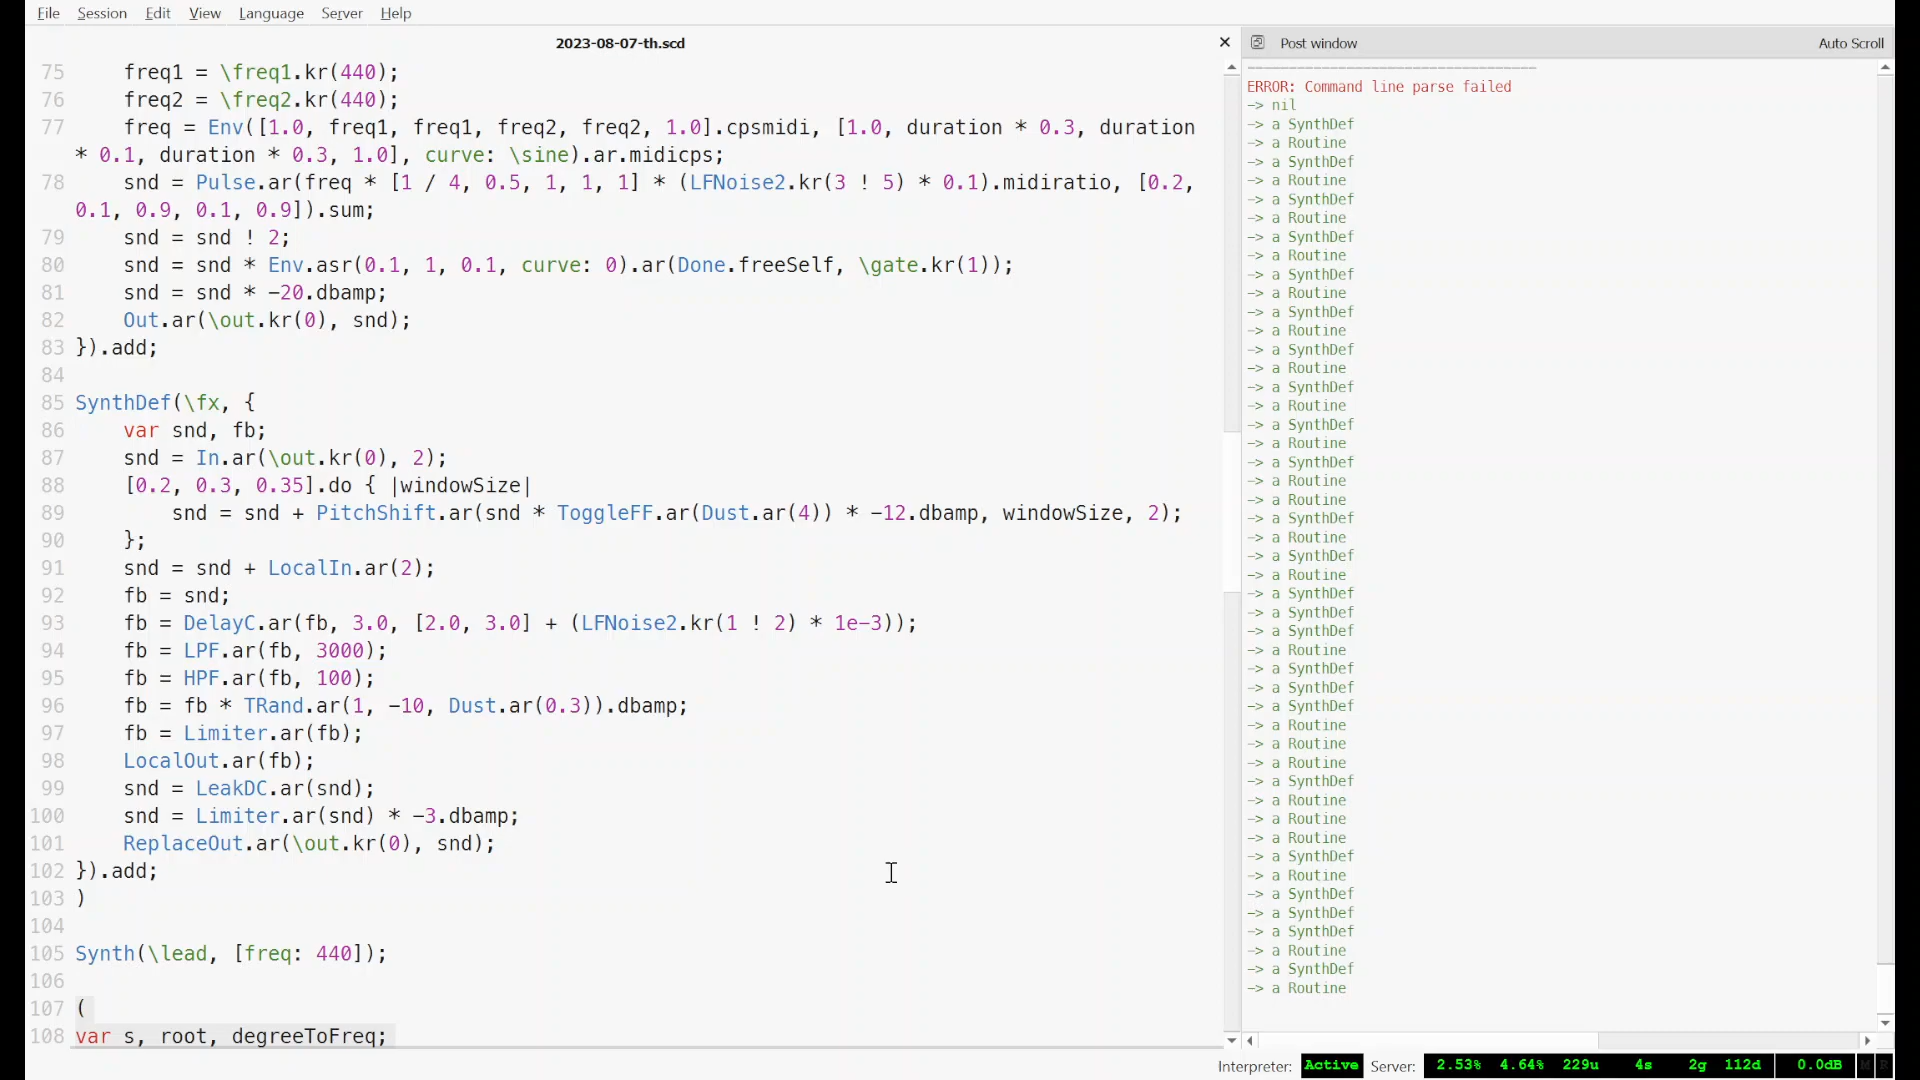 File Session Edit View Language Server Help
2023-08-07-th.scd
75 freq1 = \freq1.kr(440);
76 freq2 = \freq2.kr(440);
77 freq = Env([1.0, freq1, freq1, freq2, freq2, 1.0].cpsmidi, [1.0, duration * 0.3, duration
* 0.1, duration * 0.3, 1.0], curve: \sine).ar.midicps;
78 snd = Pulse.ar(freq * [1 / 4, 0.5, 1, 1, 1] * (LFNoise2.kr(3 ! 5) * 0.1).midiratio, [0.2,
0.1, 0.9, 0.1, 0.9]).sum;
79 snd = snd ! 2;
80 snd = snd * Env.asr(0.1, 1, 0.1, curve: 0).ar(Done.freeSelf, \gate.kr(1));
81 snd = snd * -20.dbamp;
82 Out.ar(\out.kr(0), snd);
83 }).add;
84
85 SynthDef(\fx, {
86 var snd, fb;
87 snd = In.ar(\out.kr(0), 2);
88 [0.2, 0.3, 0.35].do { |windowSize|
89 snd = snd + PitchShift.ar(snd * ToggleFF.ar(Dust.ar(4)) * -12.dbamp, windowSize, 2);
90 };
91 snd = snd + LocalIn.ar(2);
92 fb = snd;
93 fb = DelayC.ar(fb, 3.0, [2.0, 3.0] + (LFNoise2.kr(1 ! 2) * 1e-3));
94 fb = LPF.ar(fb, 3000);
95 fb = HPF.ar(fb, 100);
96 fb = fb * TRand.ar(1, -10, Dust.ar(0.3)).dbamp;
97 fb = Limiter.ar(fb);
98 LocalOut.ar(fb);
99 snd = LeakDC.ar(snd);
100 snd = Limiter.ar(snd) * -3.dbamp;
101 ReplaceOut.ar(\out.kr(0), snd);
102 }).add;
103 )
104
105 Synth(\lead, [freq: 440]);
106
107 (
108 var s, root, degreeToFreq;
Post window Auto Scroll
ERROR: Command line parse failed
-> nil
-> a SynthDef
-> a Routine
-> a SynthDef
-> a Routine
-> a SynthDef
-> a Routine
-> a SynthDef
-> a Routine
-> a SynthDef
-> a Routine
-> a SynthDef
-> a Routine
-> a SynthDef
-> a Routine
-> a SynthDef
-> a Routine
-> a SynthDef
-> a Routine
-> a SynthDef
-> a Routine
-> a Routine
-> a SynthDef
-> a Routine
-> a SynthDef
-> a Routine
-> a SynthDef
-> a SynthDef
-> a SynthDef
-> a Routine
-> a SynthDef
-> a SynthDef
-> a SynthDef
-> a Routine
-> a Routine
-> a Routine
-> a SynthDef
-> a Routine
-> a Routine
-> a Routine
-> a SynthDef
-> a Routine
-> a SynthDef
-> a SynthDef
-> a SynthDef
-> a Routine
-> a SynthDef
-> a Routine
Interpreter: Active Server: 2.53% 4.64% 229u 4s 2g 112d 0.0dB M R